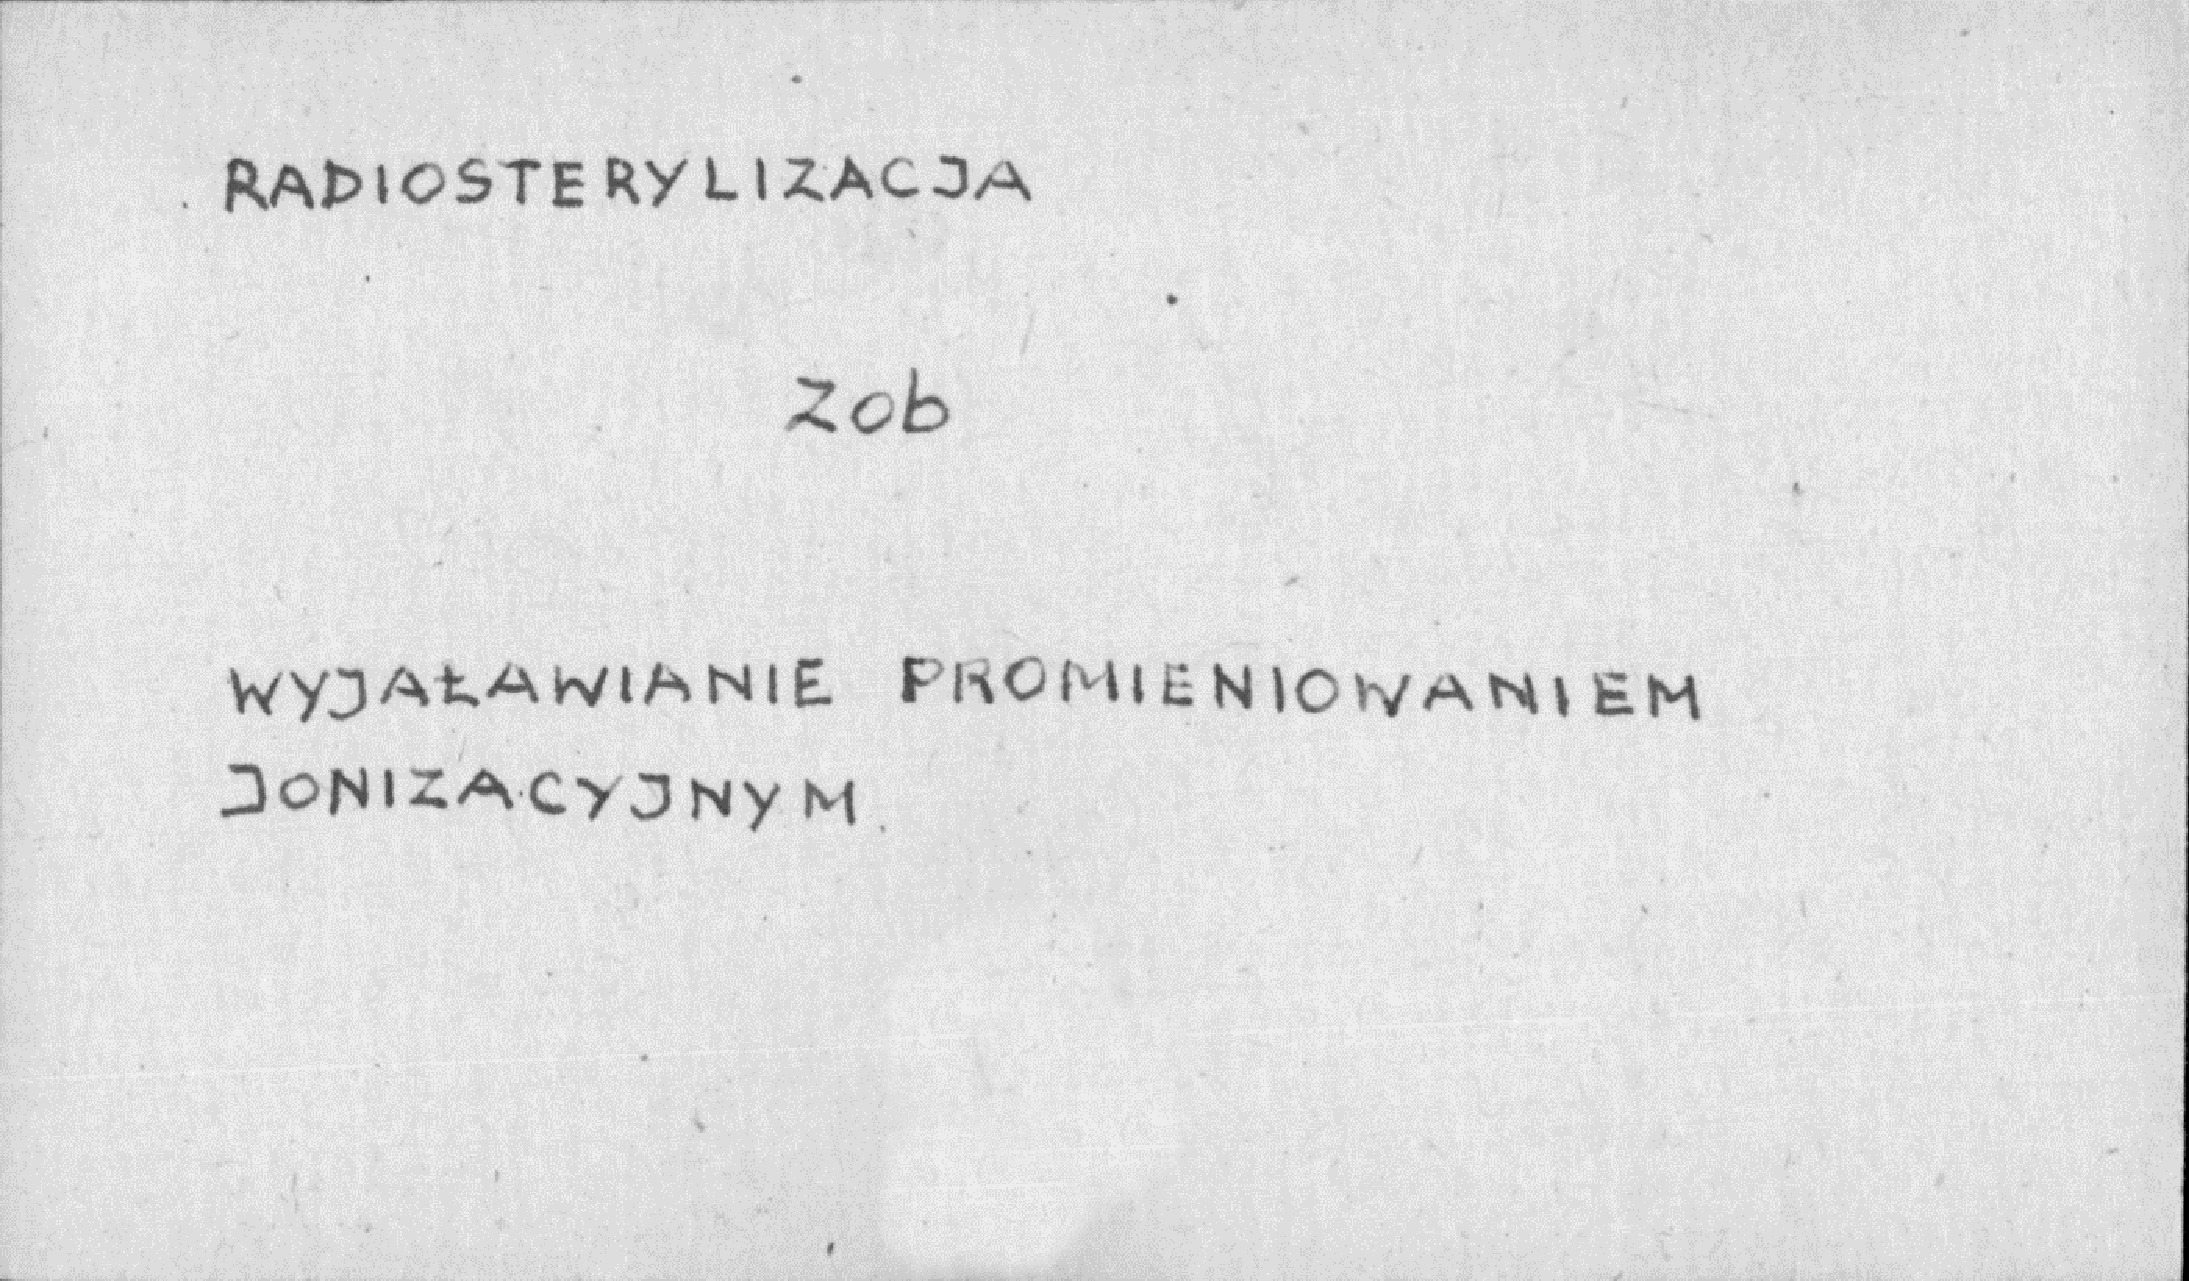 RADIOSTERYLIZACJA
Zob
WYJAŁAWIANIE PROMIENIOWANIEM
JONIZACYJNYM